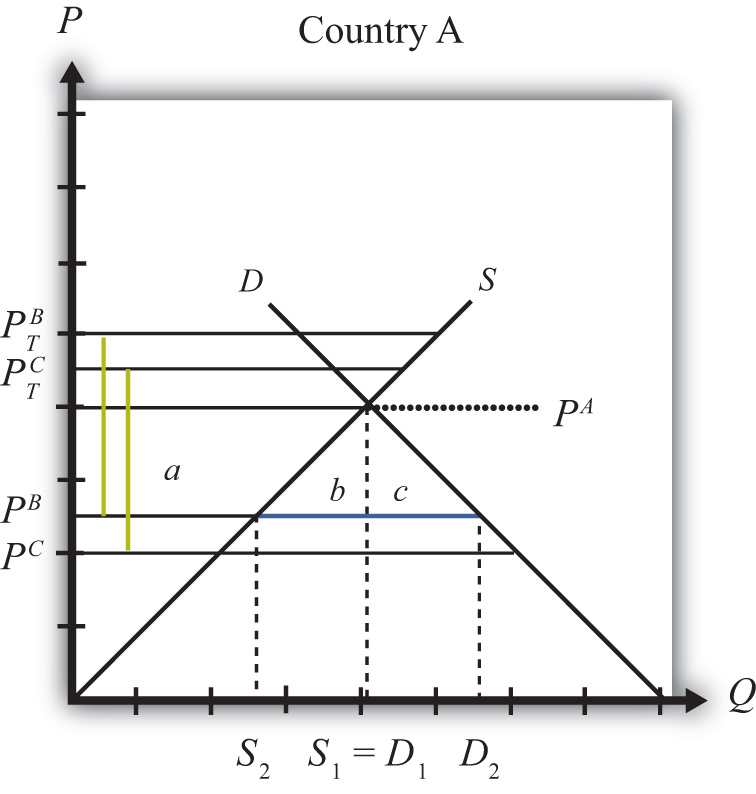 P
Country A
D
S
P_T^B
P_T^C
P^A
a
b
c
P^B
P^C
Q
S_2
S_1 = D_1
D_2